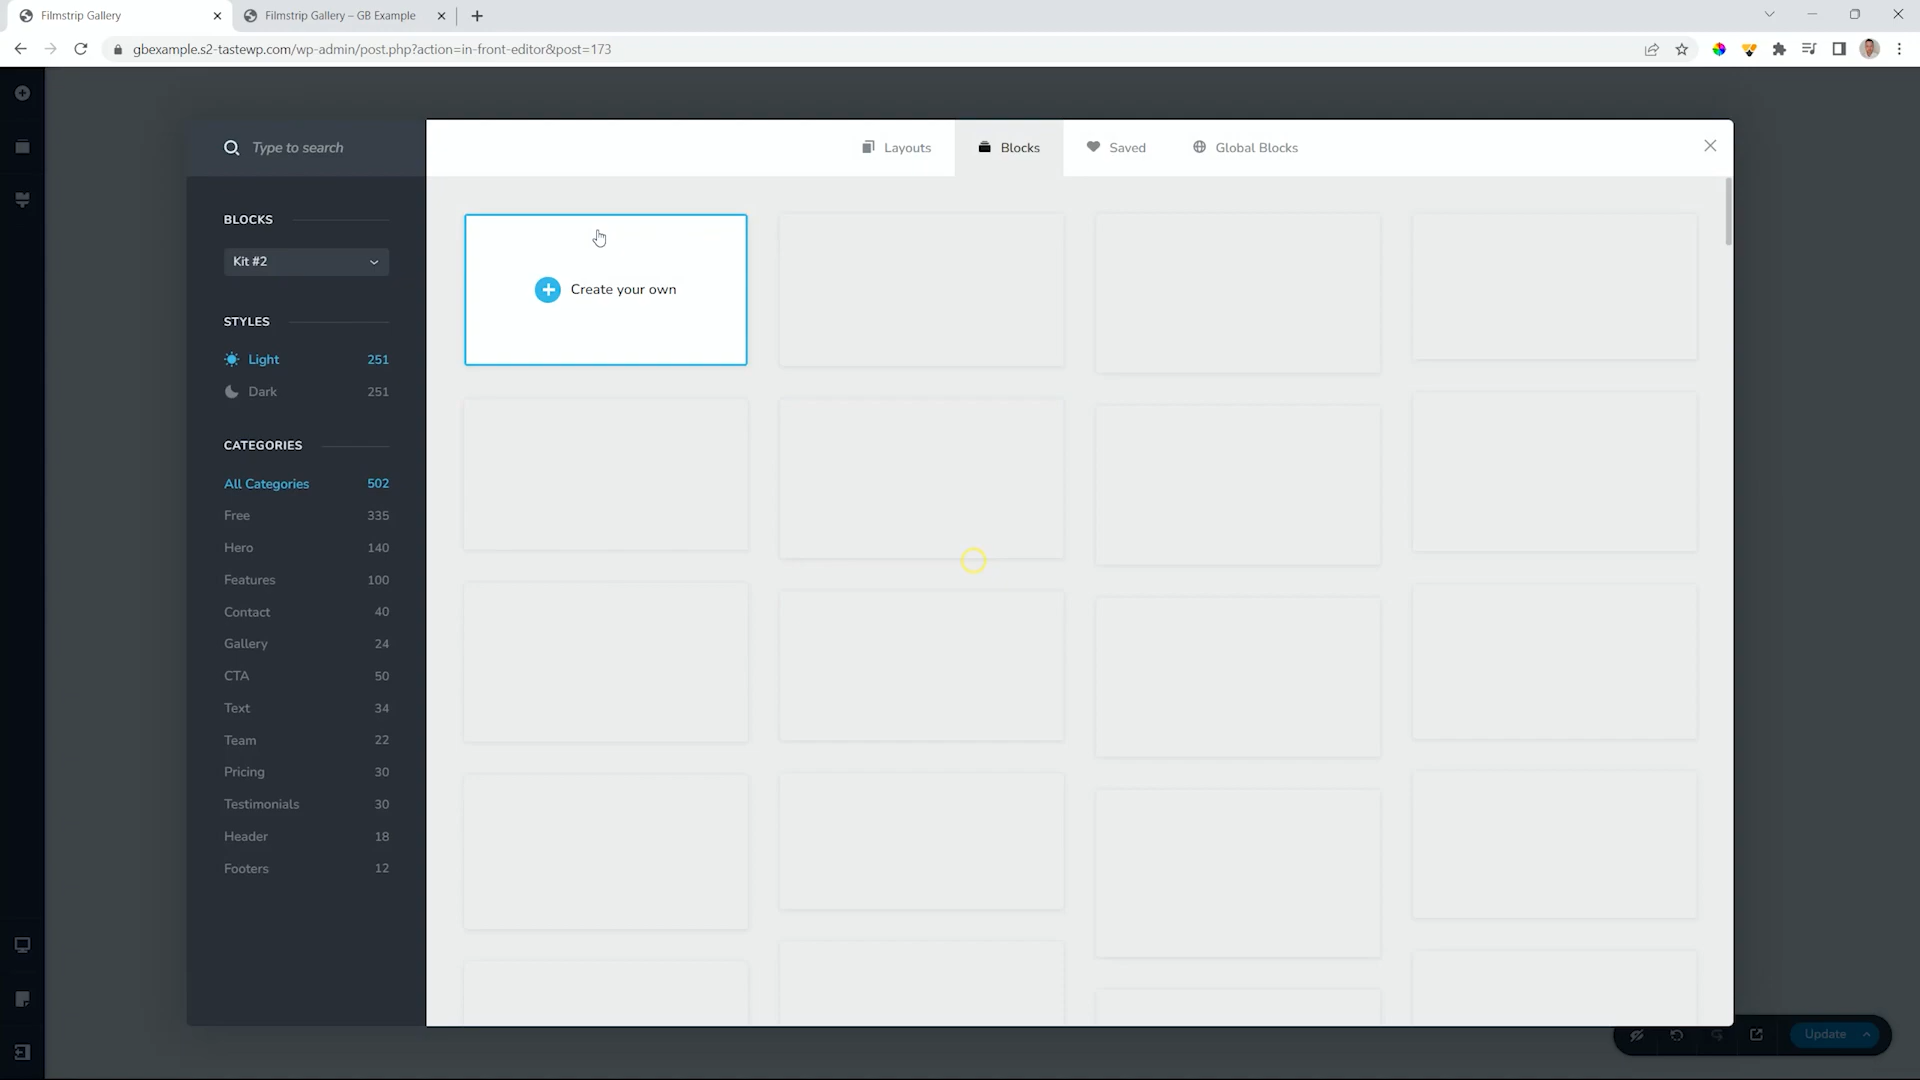 Filmstrip Gallery
Filmstrip Gallery – GB Example
gbexample.s2-tastewp.com/wp-admin/post.php?action=in-front-editor&post=173
Type to search
Layouts
Blocks
Saved
Global Blocks
BLOCKS
Kit #2
STYLES
Light 251
Dark 251
CATEGORIES
All Categories 502
Free 335
Hero 140
Features 100
Contact 40
Gallery 24
CTA 50
Text 34
Team 22
Pricing 30
Testimonials 30
Header 18
Footers 12
Create your own
Update